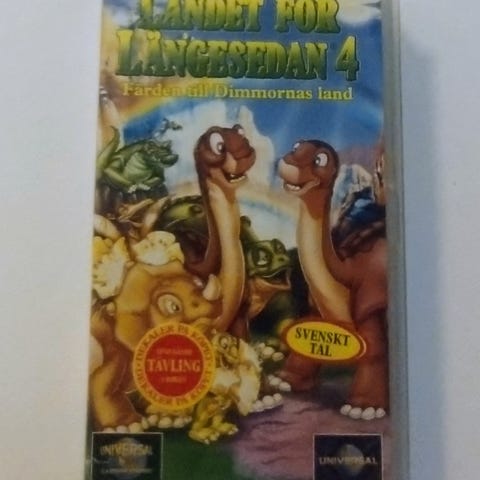 LANDET FÖR
LÄNGESEDAN 4
Färden till Dimmornas land
SVENSKT
TAL
TÄVLING
UNIVERSAL
UNIVERSAL